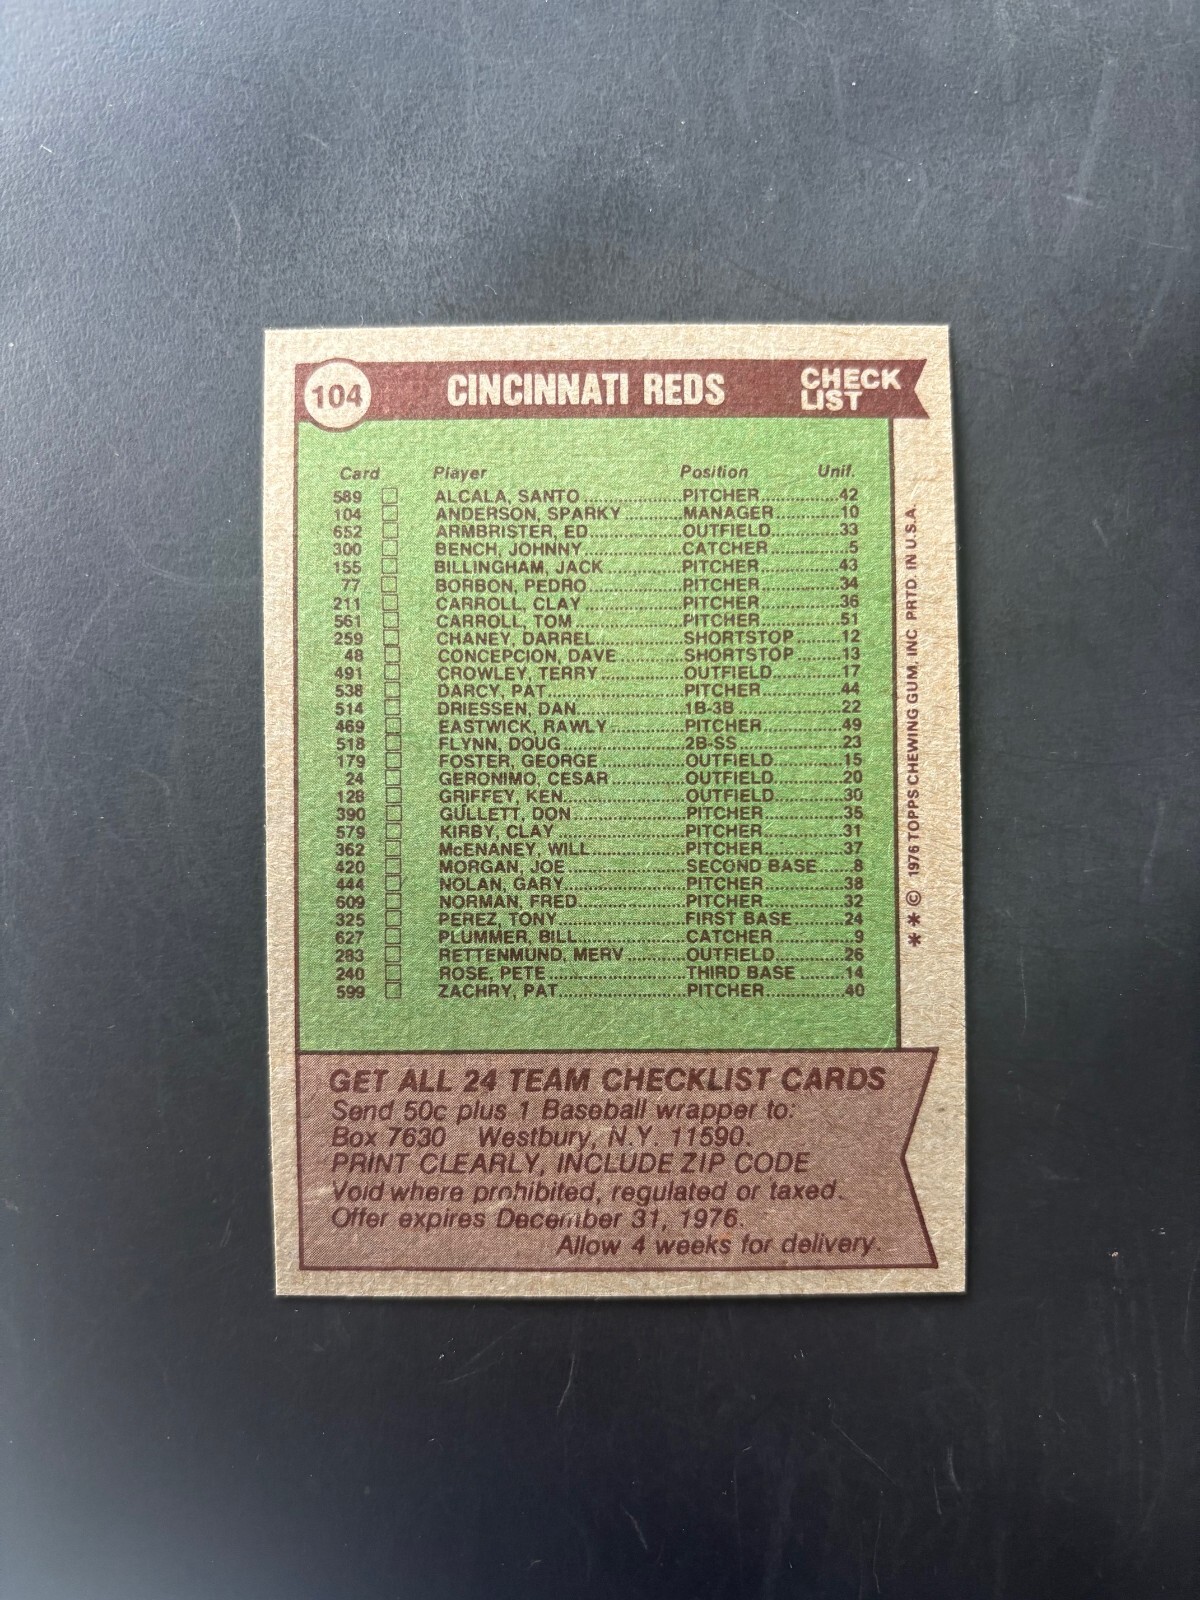 104 CINCINNATI REDS CHECK LIST
Card Player Position Unif.
589 ALCALA, SANTO..................PITCHER..............42
104 ANDERSON, SPARKY...........MANAGER............10
652 ARMBRISTER, ED................OUTFIELD............33
300 BENCH, JOHNNY..................CATCHER..............5
155 BILLINGHAM, JACK..............PITCHER..............43
77 BORBON, PEDRO.................PITCHER..............34
211 CARROLL, CLAY..................PITCHER..............36
561 CARROLL, TOM...................PITCHER..............51
259 CHANEY, DARREL................SHORTSTOP........12
48 CONCEPCION, DAVE............SHORTSTOP........13
491 CROWLEY, TERRY...............OUTFIELD............17
538 DARCY, PAT........................PITCHER..............44
514 DRIESSEN, DAN..................1B-3B..................22
469 EASTWICK, RAWLY.............PITCHER..............49
518 FLYNN, DOUG.....................2B-SS..................23
179 FOSTER, GEORGE...............OUTFIELD............15
24 GERONIMO, CESAR.............OUTFIELD............20
128 GRIFFEY, KEN.....................OUTFIELD............30
390 GULLETT, DON...................PITCHER..............35
579 KIRBY, CLAY.......................PITCHER..............31
362 McENANEY, WILL................PITCHER..............37
420 MORGAN, JOE.....................SECOND BASE......8
444 NOLAN, GARY.....................PITCHER..............38
609 NORMAN, FRED..................PITCHER..............32
325 PEREZ, TONY......................FIRST BASE..........24
627 PLUMMER, BILL...................CATCHER..............9
283 RETTENMUND, MERV..........OUTFIELD............26
240 ROSE, PETE........................THIRD BASE........14
599 ZACHRY, PAT......................PITCHER..............40
** © 1976 TOPPS CHEWING GUM, INC. PRTD. IN U.S.A.
GET ALL 24 TEAM CHECKLIST CARDS
Send 50c plus 1 Baseball wrapper to:
Box 7630 Westbury, N.Y. 11590.
PRINT CLEARLY, INCLUDE ZIP CODE
Void where prohibited, regulated or taxed.
Offer expires December 31, 1976.
Allow 4 weeks for delivery.